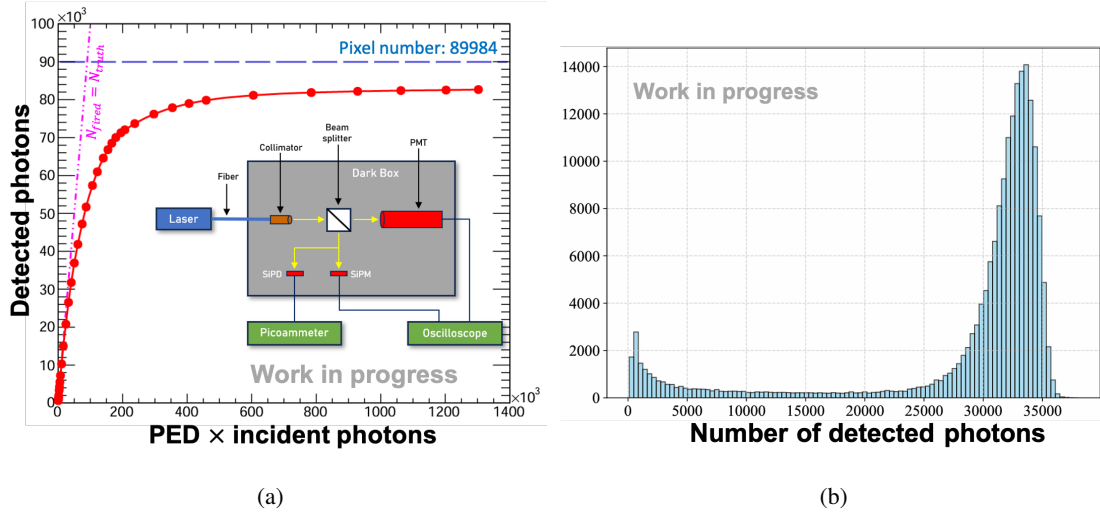 ×10³
100
90
80
70
60
50
40
30
20
10
0
Detected photons
N_fired = N_truth
Pixel number: 89984
Beam
splitter
Collimator
PMT
Fiber
Dark Box
Laser
SiPD
SiPM
Picoammeter
Oscilloscope
Work in progress
0 200 400 600 800 1000 1200 1400
×10³
PED × incident photons
(a)
Work in progress
14000
12000
10000
8000
6000
4000
2000
0
0 5000 10000 15000 20000 25000 30000 35000
Number of detected photons
(b)